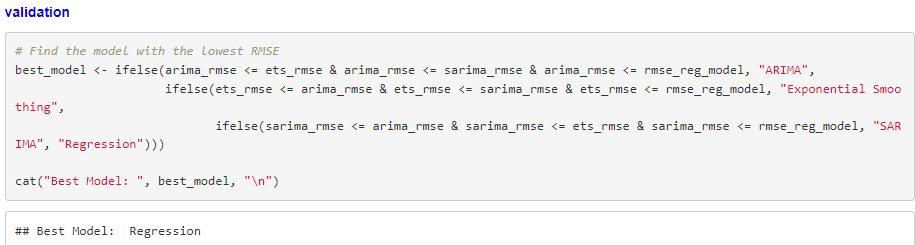 validation
# Find the model with the lowest RMSE
best_model <- ifelse(arima_rmse <= ets_rmse & arima_rmse <= sarima_rmse & arima_rmse <= rmse_reg_model, "ARIMA",
ifelse(ets_rmse <= arima_rmse & ets_rmse <= sarima_rmse & ets_rmse <= rmse_reg_model, "Exponential Smoo
thing",
ifelse(sarima_rmse <= arima_rmse & sarima_rmse <= ets_rmse & sarima_rmse <= rmse_reg_model, "SAR
IMA", "Regression")))
cat("Best Model: ", best_model, "\n")
## Best Model:  Regression